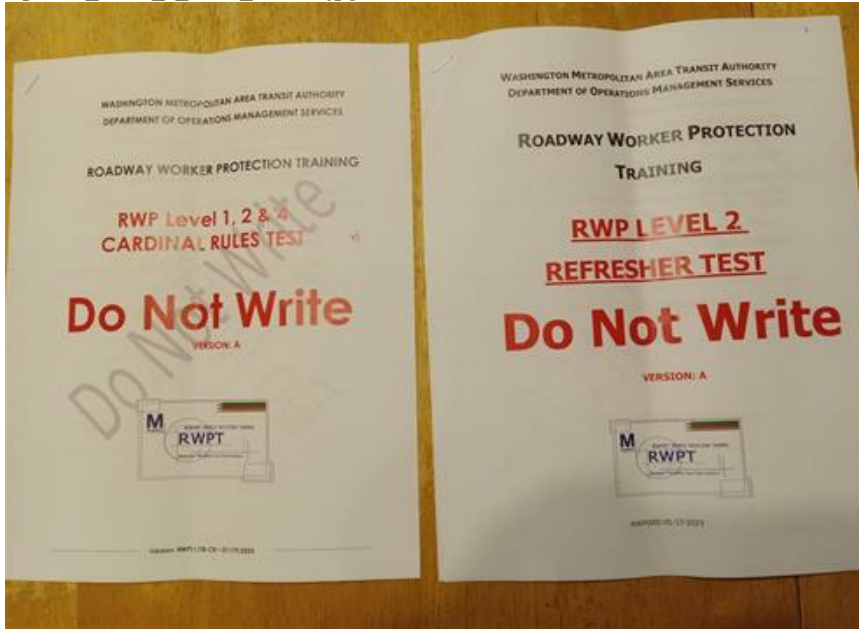 WASHINGTON METROPOLITAN AREA TRANSIT AUTHORITY
DEPARTMENT OF OPERATIONS MANAGEMENT SERVICES
ROADWAY WORKER PROTECTION TRAINING
RWP Level 1, 2 & 4
CARDINAL RULES TEST
Do Not Write
VERSION: A
Do Not Write
M
RWPT
WASHINGTON METROPOLITAN AREA TRANSIT AUTHORITY
DEPARTMENT OF OPERATIONS MANAGEMENT SERVICES
ROADWAY WORKER PROTECTION
TRAINING
RWP LEVEL 2
REFRESHER TEST
Do Not Write
VERSION: A
M
RWPT